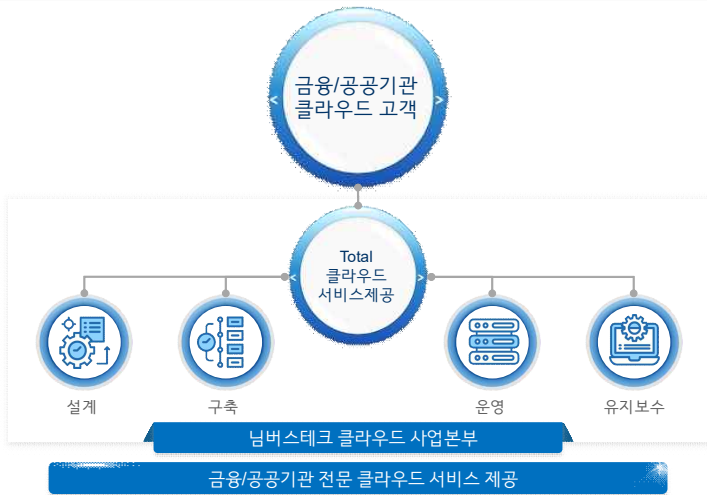 금융/공공기관
클라우드 고객
Total
클라우드
서비스제공
설계
구축
운영
유지보수
님버스테크 클라우드 사업본부
금융/공공기관 전문 클라우드 서비스 제공